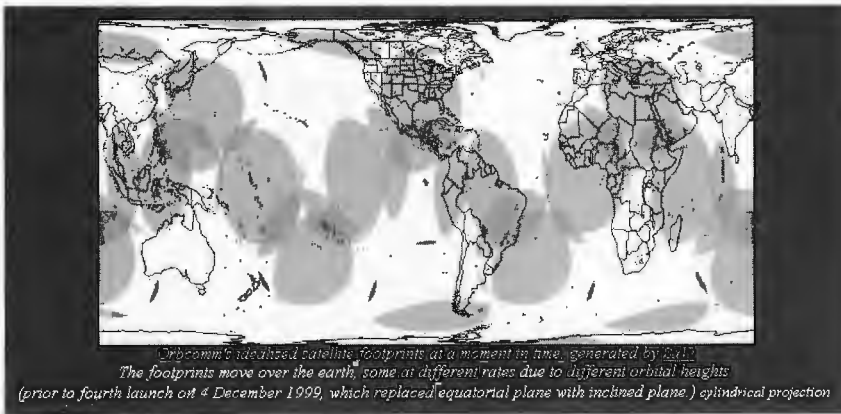 Orbcomm's idealized satellite footprints at a moment in time, generated by
The footprints move over the earth, some at different rates due to different orbital heights
(prior to fourth launch on 4 December 1999, which replaced equatorial plane with inclined plane.) cylindrical projection